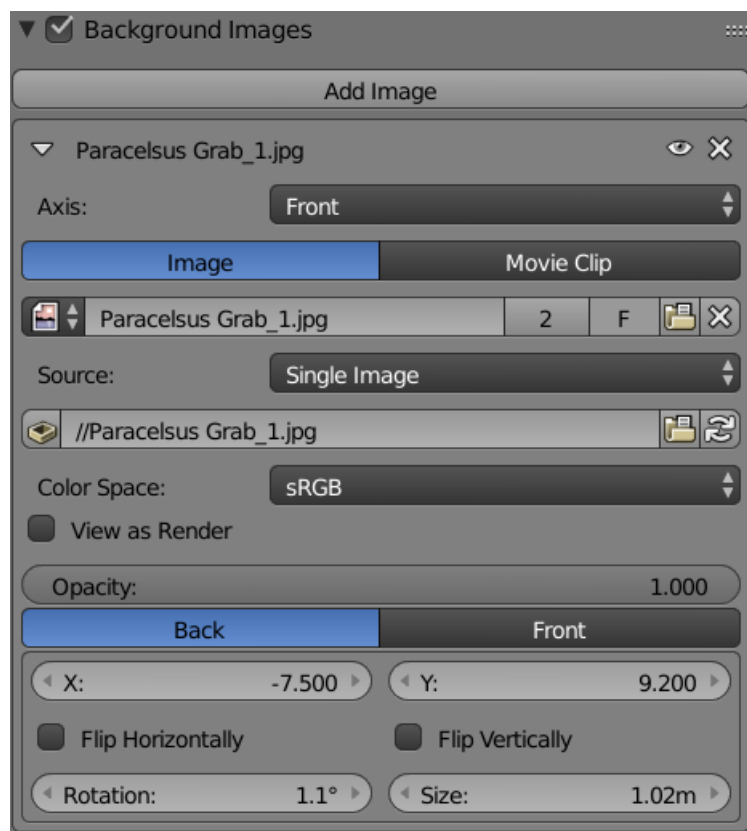 Background Images
Add Image
Paracelsus Grab_1.jpg
Axis: Front
Image Movie Clip
Paracelsus Grab_1.jpg 2 F
Source: Single Image
//Paracelsus Grab_1.jpg
Color Space: sRGB
View as Render
Opacity: 1.000
Back Front
X: -7.500 Y: 9.200
Flip Horizontally Flip Vertically
Rotation: 1.1° Size: 1.02m